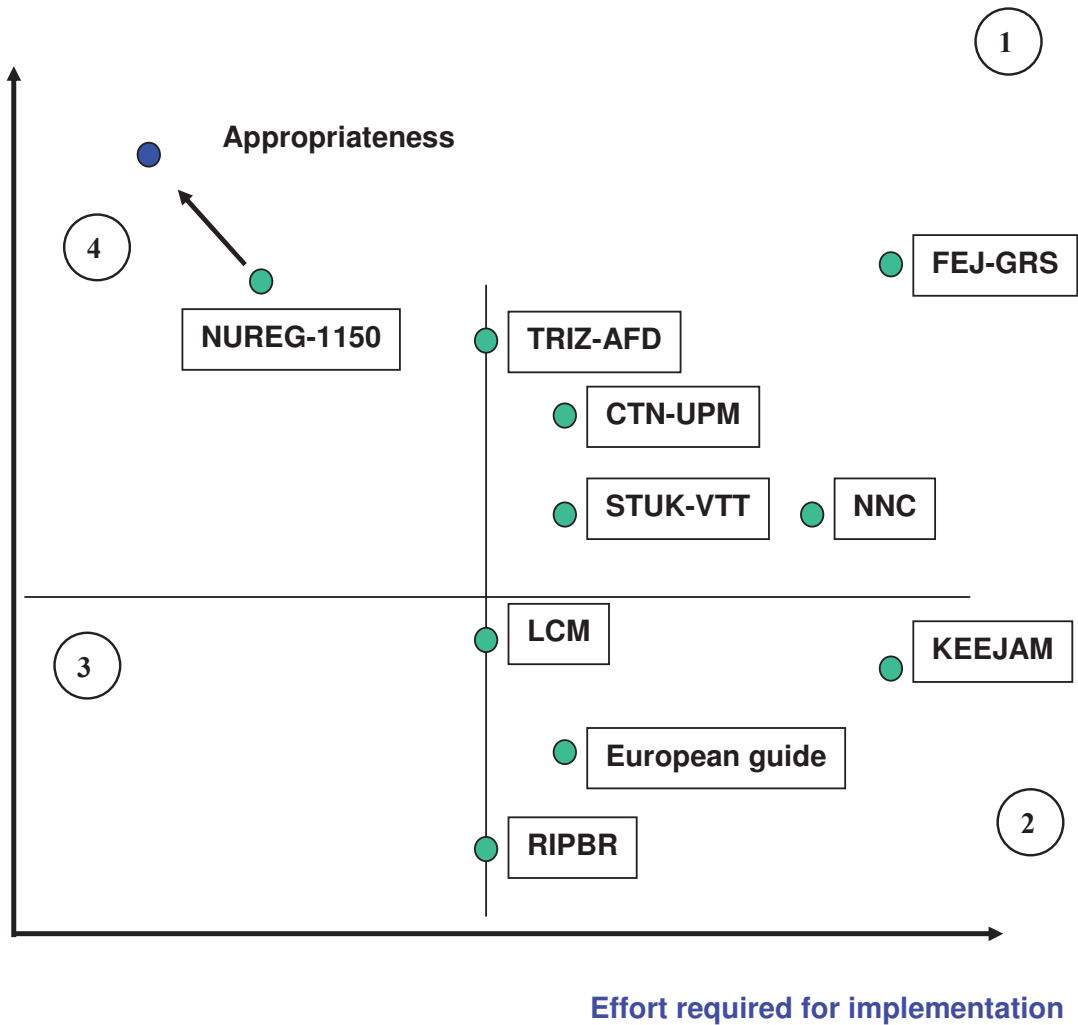 1
Appropriateness
4
FEJ-GRS
NUREG-1150
TRIZ-AFD
CTN-UPM
STUK-VTT
NNC
LCM
3
KEEJAM
European guide
2
RIPBR
Effort required for implementation